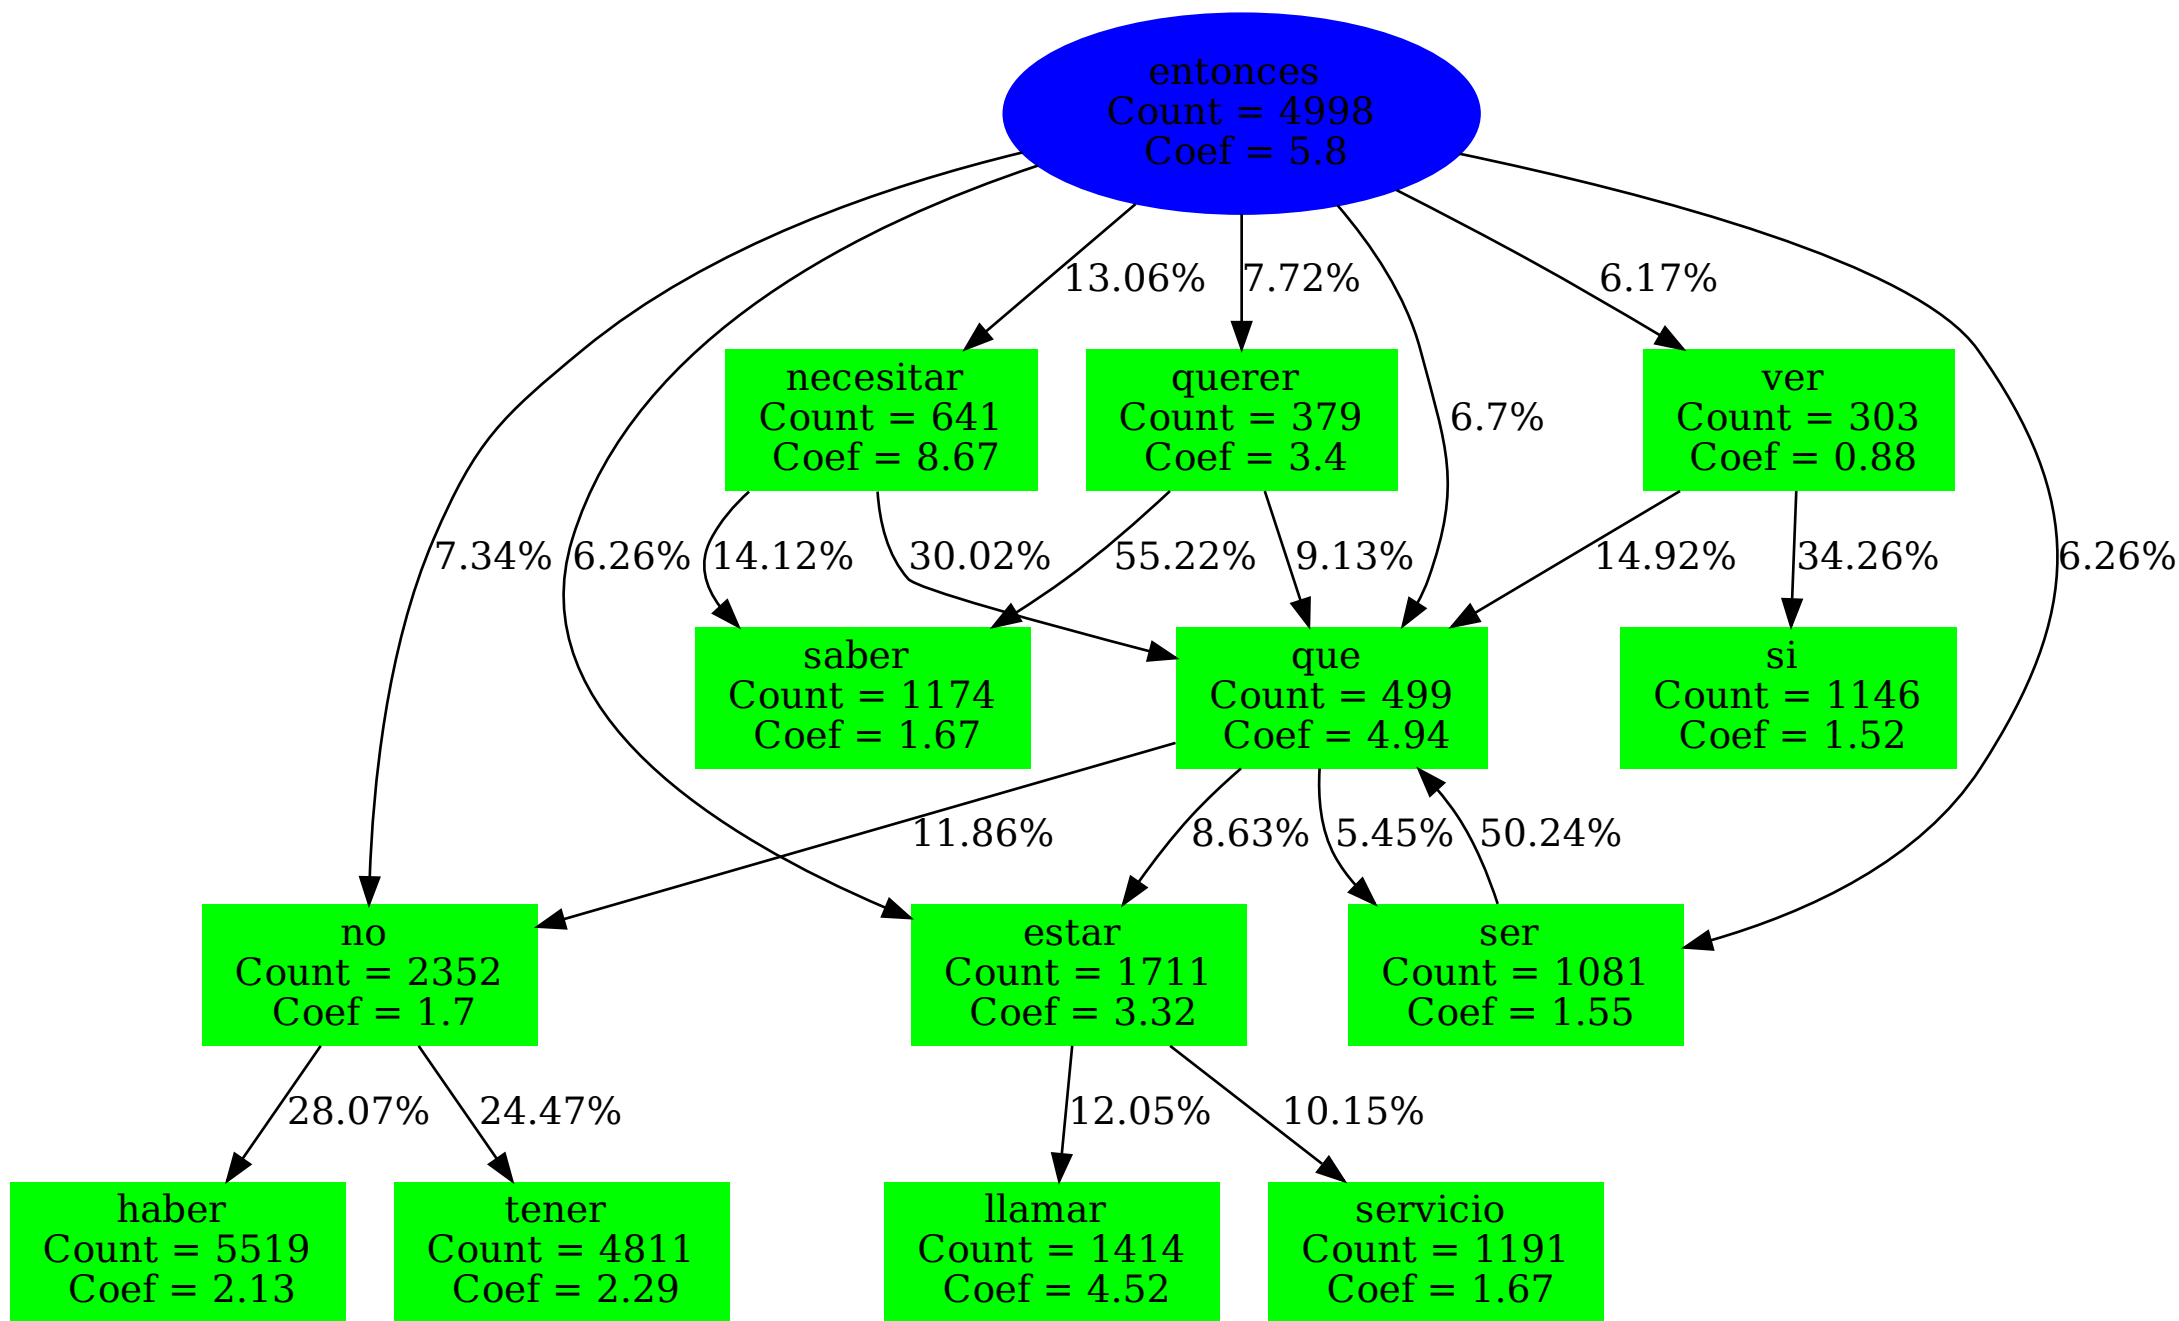 entonces
Count = 4998
Coef = 5.8
13.06%
7.72%
6.17%
necesitar
Count = 641
Coef = 8.67
querer
Count = 379
Coef = 3.4
6.7%
ver
Count = 303
Coef = 0.88
7.34%
6.26%
14.12%
30.02%
55.22%
9.13%
14.92%
34.26%
6.26%
saber
Count = 1174
Coef = 1.67
que
Count = 499
Coef = 4.94
si
Count = 1146
Coef = 1.52
11.86%
8.63%
5.45%
50.24%
no
Count = 2352
Coef = 1.7
estar
Count = 1711
Coef = 3.32
ser
Count = 1081
Coef = 1.55
28.07%
24.47%
12.05%
10.15%
haber
Count = 5519
Coef = 2.13
tener
Count = 4811
Coef = 2.29
llamar
Count = 1414
Coef = 4.52
servicio
Count = 1191
Coef = 1.67